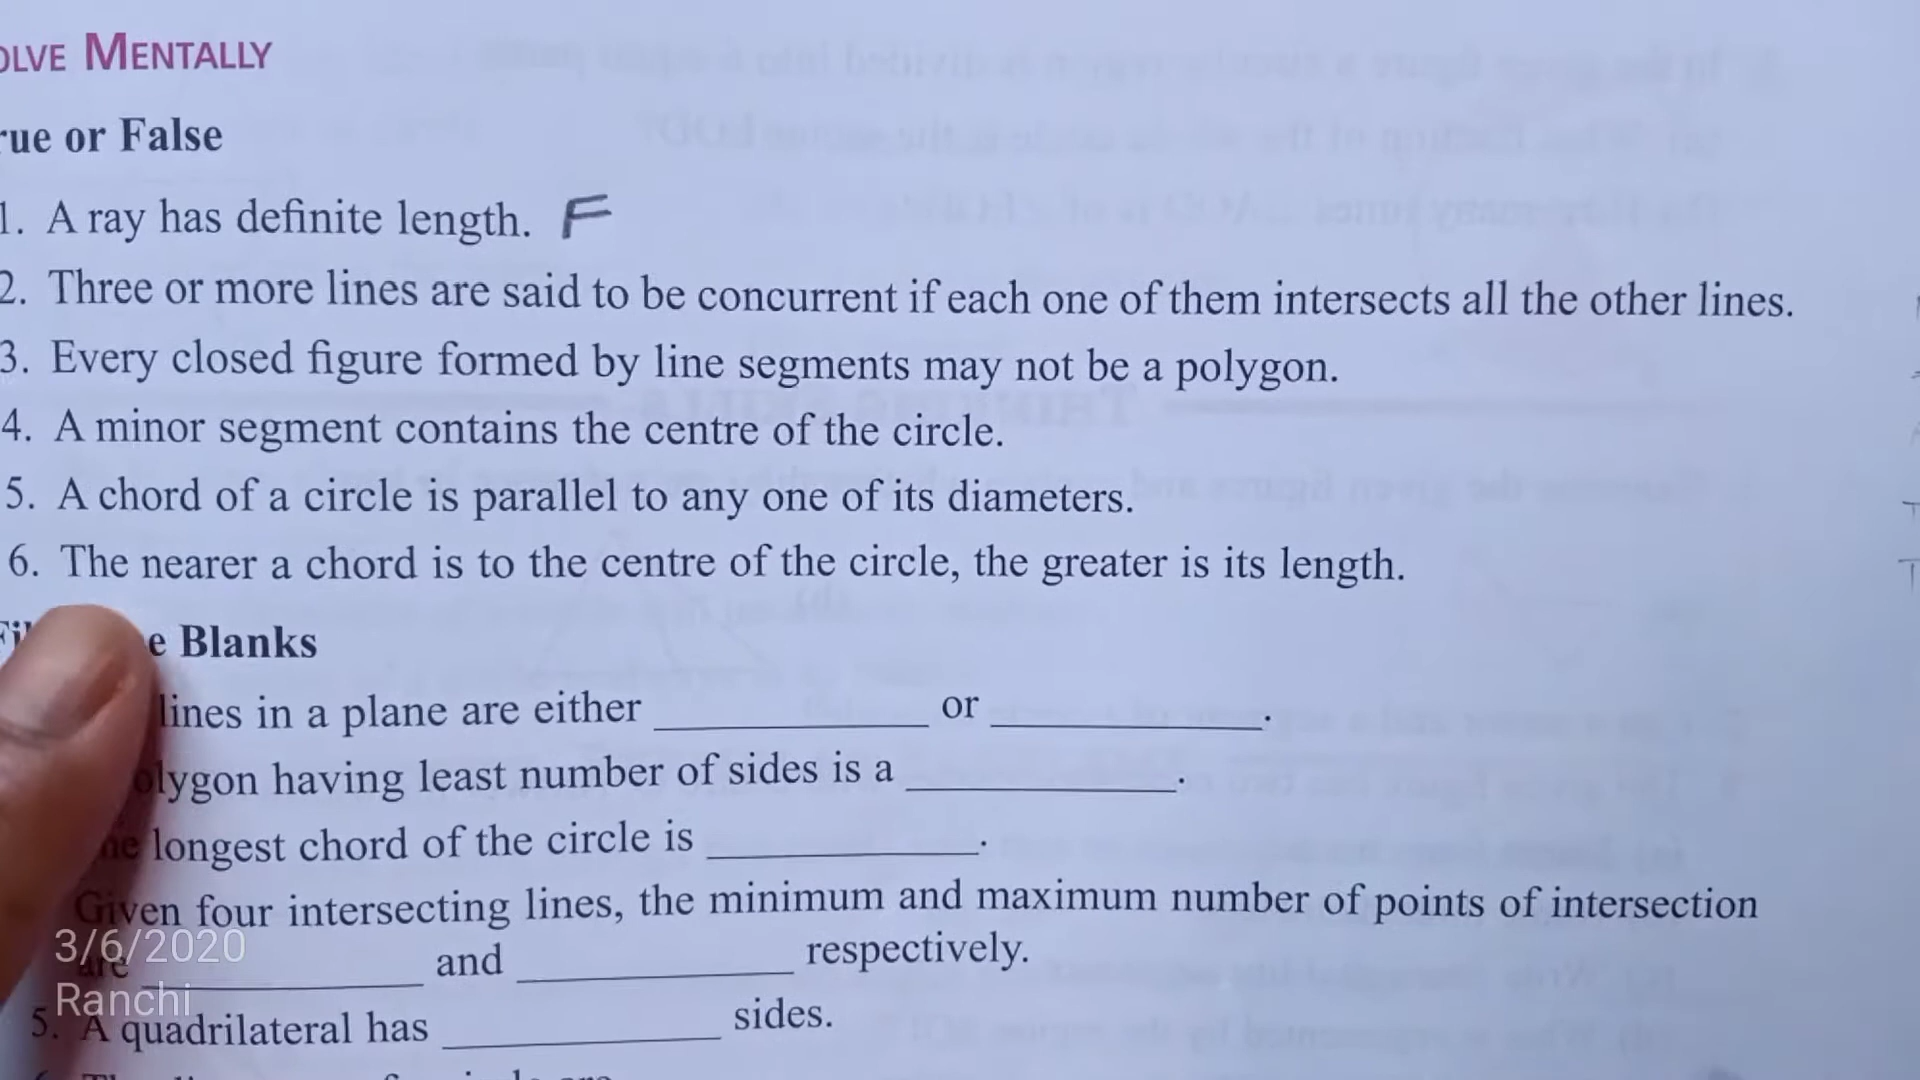 OLVE MENTALLY
rue or False
1. A ray has definite length. F
2. Three or more lines are said to be concurrent if each one of them intersects all the other lines.
3. Every closed figure formed by line segments may not be a polygon.
4. A minor segment contains the centre of the circle.
5. A chord of a circle is parallel to any one of its diameters.
6. The nearer a chord is to the centre of the circle, the greater is its length.
e Blanks
lines in a plane are either ____________ or ____________.
olygon having least number of sides is a ____________.
he longest chord of the circle is ____________.
Given four intersecting lines, the minimum and maximum number of points of intersection
are ____________ and ____________ respectively.
5. A quadrilateral has ____________ sides.
3/6/2020
Ranchi